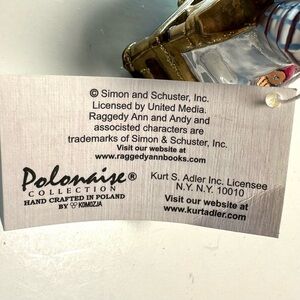 © Simon and Schuster, Inc.
Licensed by United Media.
Raggedy Ann and Andy and
associsted characters are
trademarks of Simon & Schuster, Inc.
Visit our website at
www.raggedyannbooks.com
Polonaise®
COLLECTION
HAND CRAFTED IN POLAND
BY KOMOZJA
Kurt S. Adler Inc. Licensee
N.Y. N.Y. 10010
Visit our website at
www.kurtadler.com